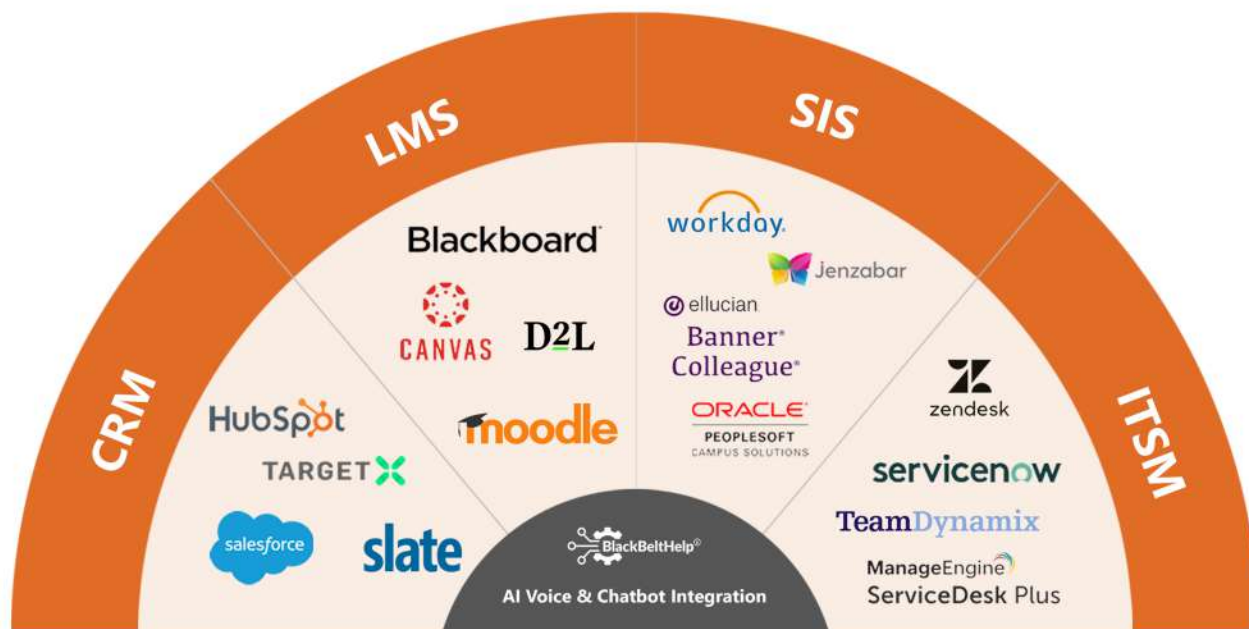 CRM
LMS
SIS
ITSM
HubSpot
TARGET X
salesforce
slate
Blackboard
CANVAS
D2L
moodle
workday.
Jenzabar
ellucian
Banner®
Colleague®
ORACLE®
PEOPLESOFT
CAMPUS SOLUTIONS
zendesk
servicenow
TeamDynamix
ManageEngine
ServiceDesk Plus
BlackBeltHelp®
AI Voice & Chatbot Integration